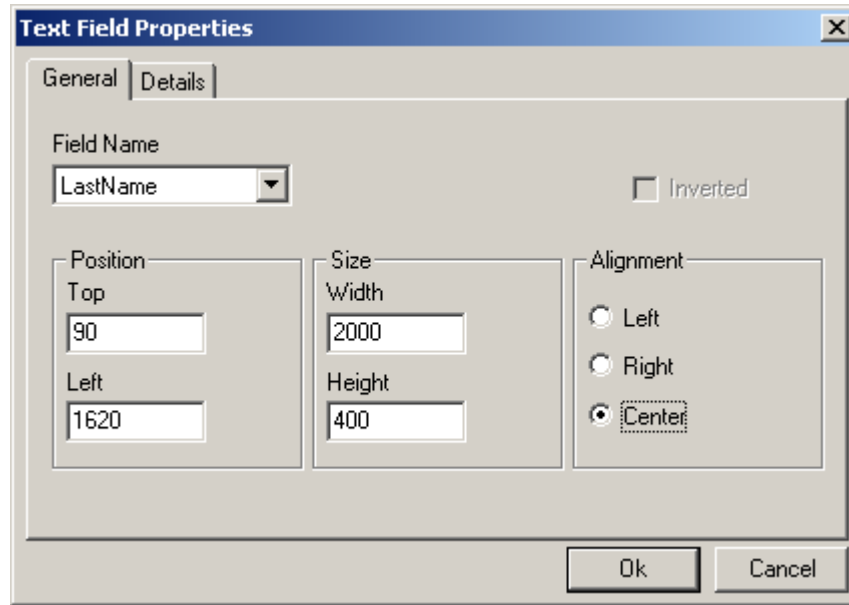 Text Field Properties
General Details
Field Name
LastName
Inverted
Position
Top
90
Left
1620
Size
Width
2000
Height
400
Alignment
Left
Right
Center
Ok Cancel